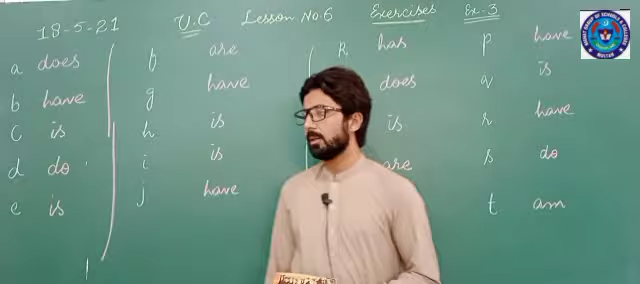 18-5-21 U.C Lesson No.6 Exercises Ex-3
a does
b have
c is
d do
e is
f are
g have
h is
i is
j have
k has
does
is
are
p have
q is
r have
s do
t am